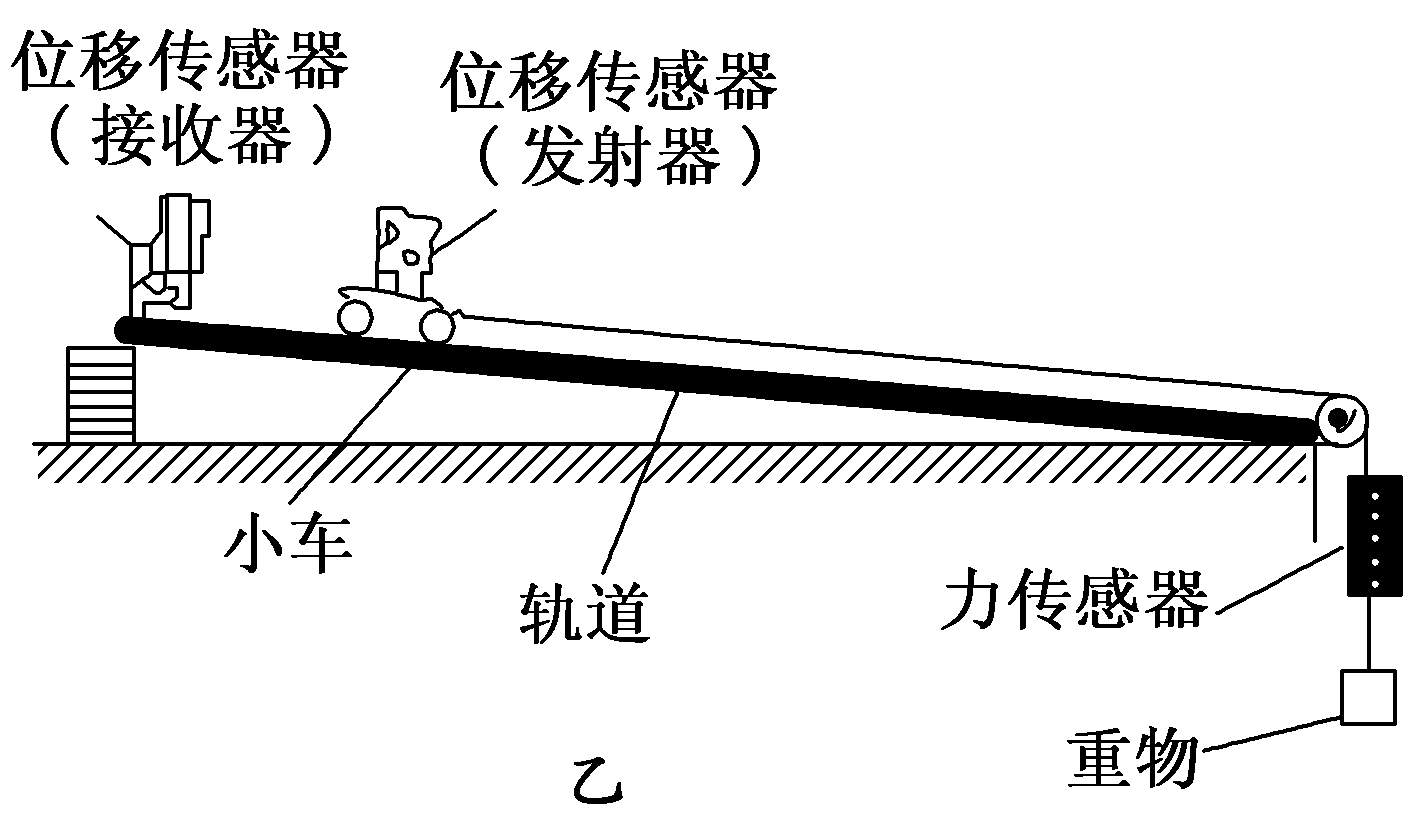 位移传感器
（接收器）
位移传感器
（发射器）
小车
轨道
力传感器
重物
乙